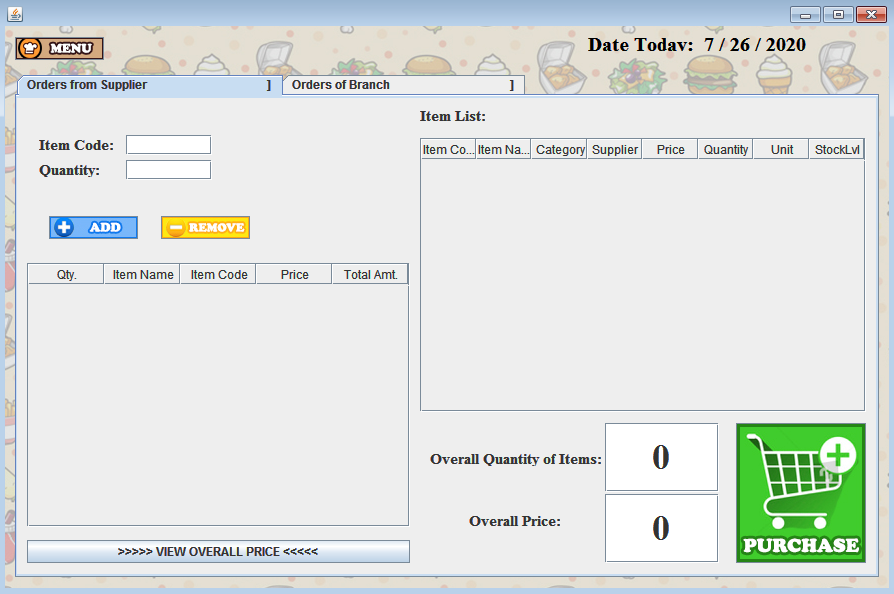 MENU
Date Today: 7 / 26 / 2020
Orders from Supplier ]
Orders of Branch ]
Item List:
Item Code:
Quantity:
ADD
REMOVE
Item Co... Item Na... Category Supplier Price Quantity Unit StockLvl
Qty. Item Name Item Code Price Total Amt.
Overall Quantity of Items: 0
Overall Price: 0
>>>>> VIEW OVERALL PRICE <<<<<
PURCHASE